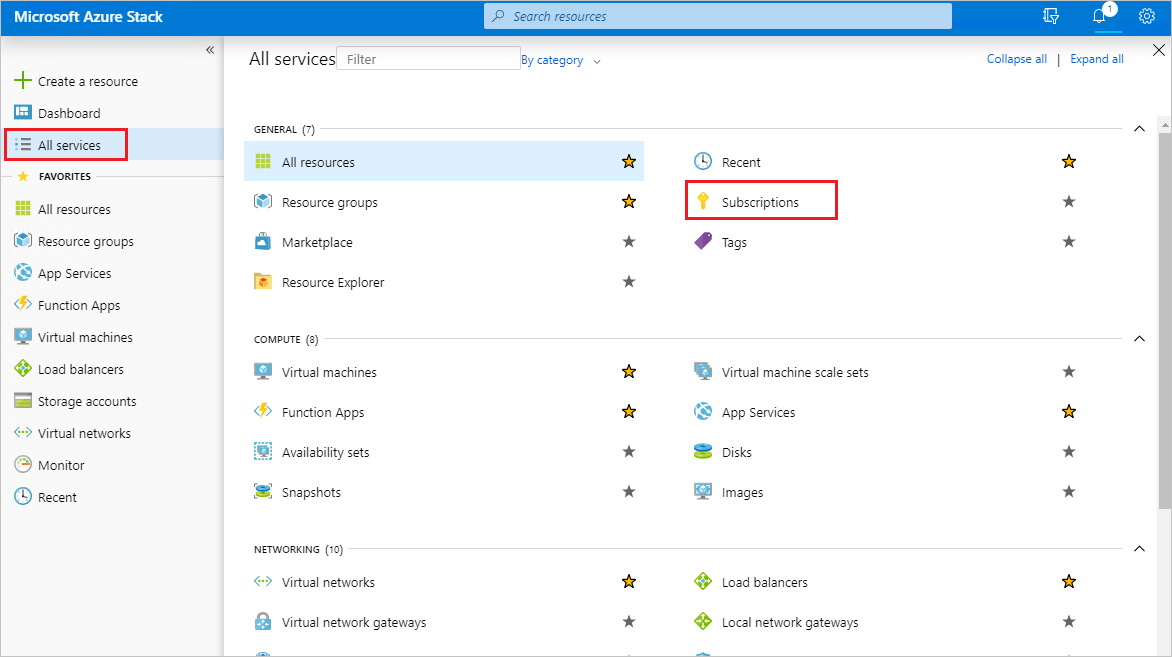 Microsoft Azure Stack
Search resources
1
«
Create a resource
Dashboard
All services
FAVORITES
All resources
Resource groups
App Services
Function Apps
Virtual machines
Load balancers
Storage accounts
Virtual networks
Monitor
Recent
All services Filter By category
Collapse all | Expand all
GENERAL (7)
All resources
Recent
Resource groups
Subscriptions
Marketplace
Tags
Resource Explorer
COMPUTE (8)
Virtual machines
Virtual machine scale sets
Function Apps
App Services
Availability sets
Disks
Snapshots
Images
NETWORKING (10)
Virtual networks
Load balancers
Virtual network gateways
Local network gateways